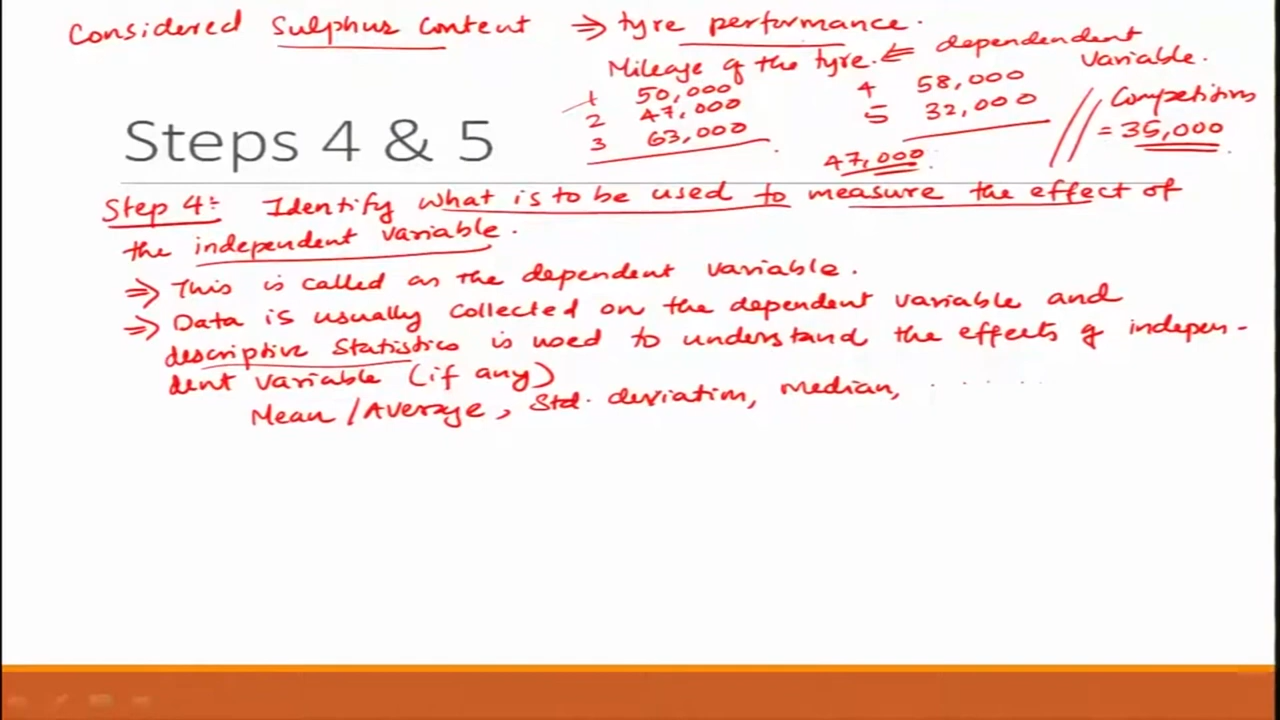 Considered Sulphur Content ⇒ tyre performance.
Mileage of the tyre. ⇐ dependendent variable.
1 50,000
2 47,000
3 63,000
4 58,000
5 32,000
47,000
Competitors
= 35,000
Steps 4 & 5
Step 4: Identify what is to be used to measure the effect of
the independent variable.
⇒ This is called as the dependent variable.
⇒ Data is usually collected on the dependent variable and
descriptive statistics is used to understand the effects of indepen-
dent variable (if any)
Mean/Average, Std. deviation, Median, . . . . . .